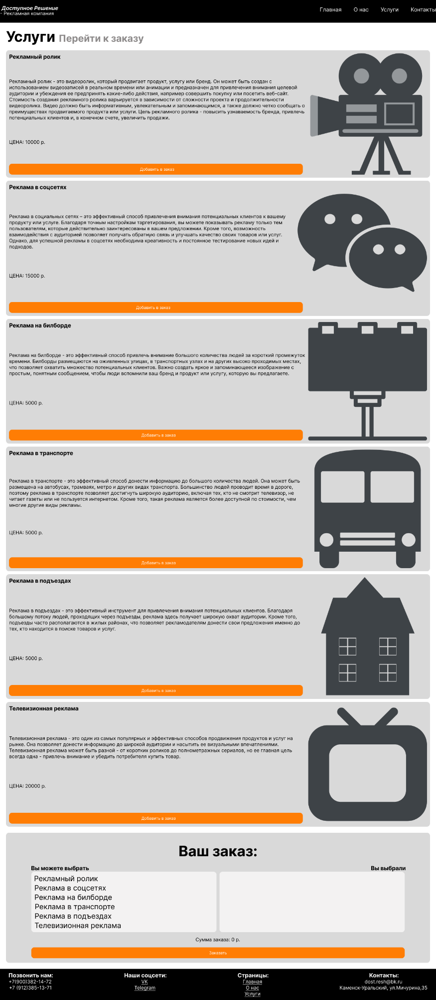 Доступное Решение
- Рекламная компания
Главная О нас Услуги Контакты
Услуги Перейти к заказу
Рекламный ролик
Рекламный ролик - это видеоролик, который продвигает продукт, услугу или бренд. Он может быть создан с
использованием видеозаписей в реальном времени или анимации и предназначен для привлечения внимания целевой
аудитории и убеждения ее предпринять какие-либо действия, например совершить покупку или посетить веб-сайт.
Стоимость создания рекламного ролика варьируется в зависимости от сложности проекта и продолжительности
видеоролика. Видео должно быть информативным, увлекательным и запоминающимся, а также должно четко сообщать о
преимуществах продвигаемого продукта или услуги. Цель рекламного ролика - повысить узнаваемость бренда, привлечь
потенциальных клиентов и, в конечном счете, увеличить продажи.
ЦЕНА: 10000 р.
Добавить в заказ
Реклама в соцсетях
Реклама в социальных сетях – это эффективный способ привлечения внимания потенциальных клиентов к вашему
продукту или услуге. Благодаря точным настройкам таргетирования, вы можете показывать рекламу только тем
пользователям, которые действительно заинтересованы в вашем предложении. Кроме того, возможность
взаимодействия с аудиторией позволяет получать обратную связь и улучшать качество своих товаров или услуг.
Однако, для успешной рекламы в соцсетях необходима креативность и постоянное тестирование новых идей и
подходов.
ЦЕНА: 15000 р.
Добавить в заказ
Реклама на билборде
Реклама на билборде - это эффективный способ привлечь внимание большого количества людей за короткий промежуток
времени. Билборды размещаются на оживленных улицах, в транспортных узлах и на других высоко проходимых местах,
что позволяет охватить множество потенциальных клиентов. Важно создать яркое и запоминающееся изображение с
простым, понятным сообщением, чтобы люди вспомнили ваш бренд и продукт или услугу, которую вы предлагаете.
ЦЕНА: 5000 р.
Добавить в заказ
Реклама в транспорте
Реклама в транспорте - это эффективный способ донести информацию до большого количества людей. Она может быть
размещена на автобусах, трамваях, метро и других видах транспорта. Большинство людей проводит время в дороге,
поэтому реклама в транспорте позволяет достигнуть широкую аудиторию, включая тех, кто не смотрит телевизор, не
читает газеты или не пользуется интернетом. Кроме того, такая реклама является более доступной по стоимости, чем
многие другие виды рекламы.
ЦЕНА: 5000 р.
Добавить в заказ
Реклама в подъездах
Реклама в подъездах - это эффективный инструмент для привлечения внимания потенциальных клиентов. Благодаря
большому потоку людей, проходящих через подъезды, реклама здесь получает широкую охват аудитории. Кроме того,
подъезды часто располагаются в жилых районах, что позволяет рекламодателям донести свои предложения именно до
тех, кто находится в поиске товаров и услуг.
ЦЕНА: 5000 р.
Добавить в заказ
Телевизионная реклама
Телевизионная реклама - это один из самых популярных и эффективных способов продвижения продуктов и услуг на
рынке. Она позволяет донести информацию до широкой аудитории и насытить ее визуальными впечатлениями.
Телевизионная реклама может быть разной - от коротких роликов до полнометражных сериалов, но ее главная цель
всегда одна - привлечь внимание и убедить потребителя купить товар.
ЦЕНА: 20000 р.
Добавить в заказ
Ваш заказ:
Вы можете выбрать Вы выбрали
Рекламный ролик
Реклама в соцсетях
Реклама на билборде
Реклама в транспорте
Реклама в подъездах
Телевизионная реклама
Сумма заказа: 0 р.
Заказать
Позвонить нам: Наши соцсети: Страницы: Контакты:
+7(900)382-14-72 VK Главная dost.resh@bk.ru
+7 (912)385-13-71 Telegram О нас Каменск-Уральский, ул.Мичурина,35
Услуги